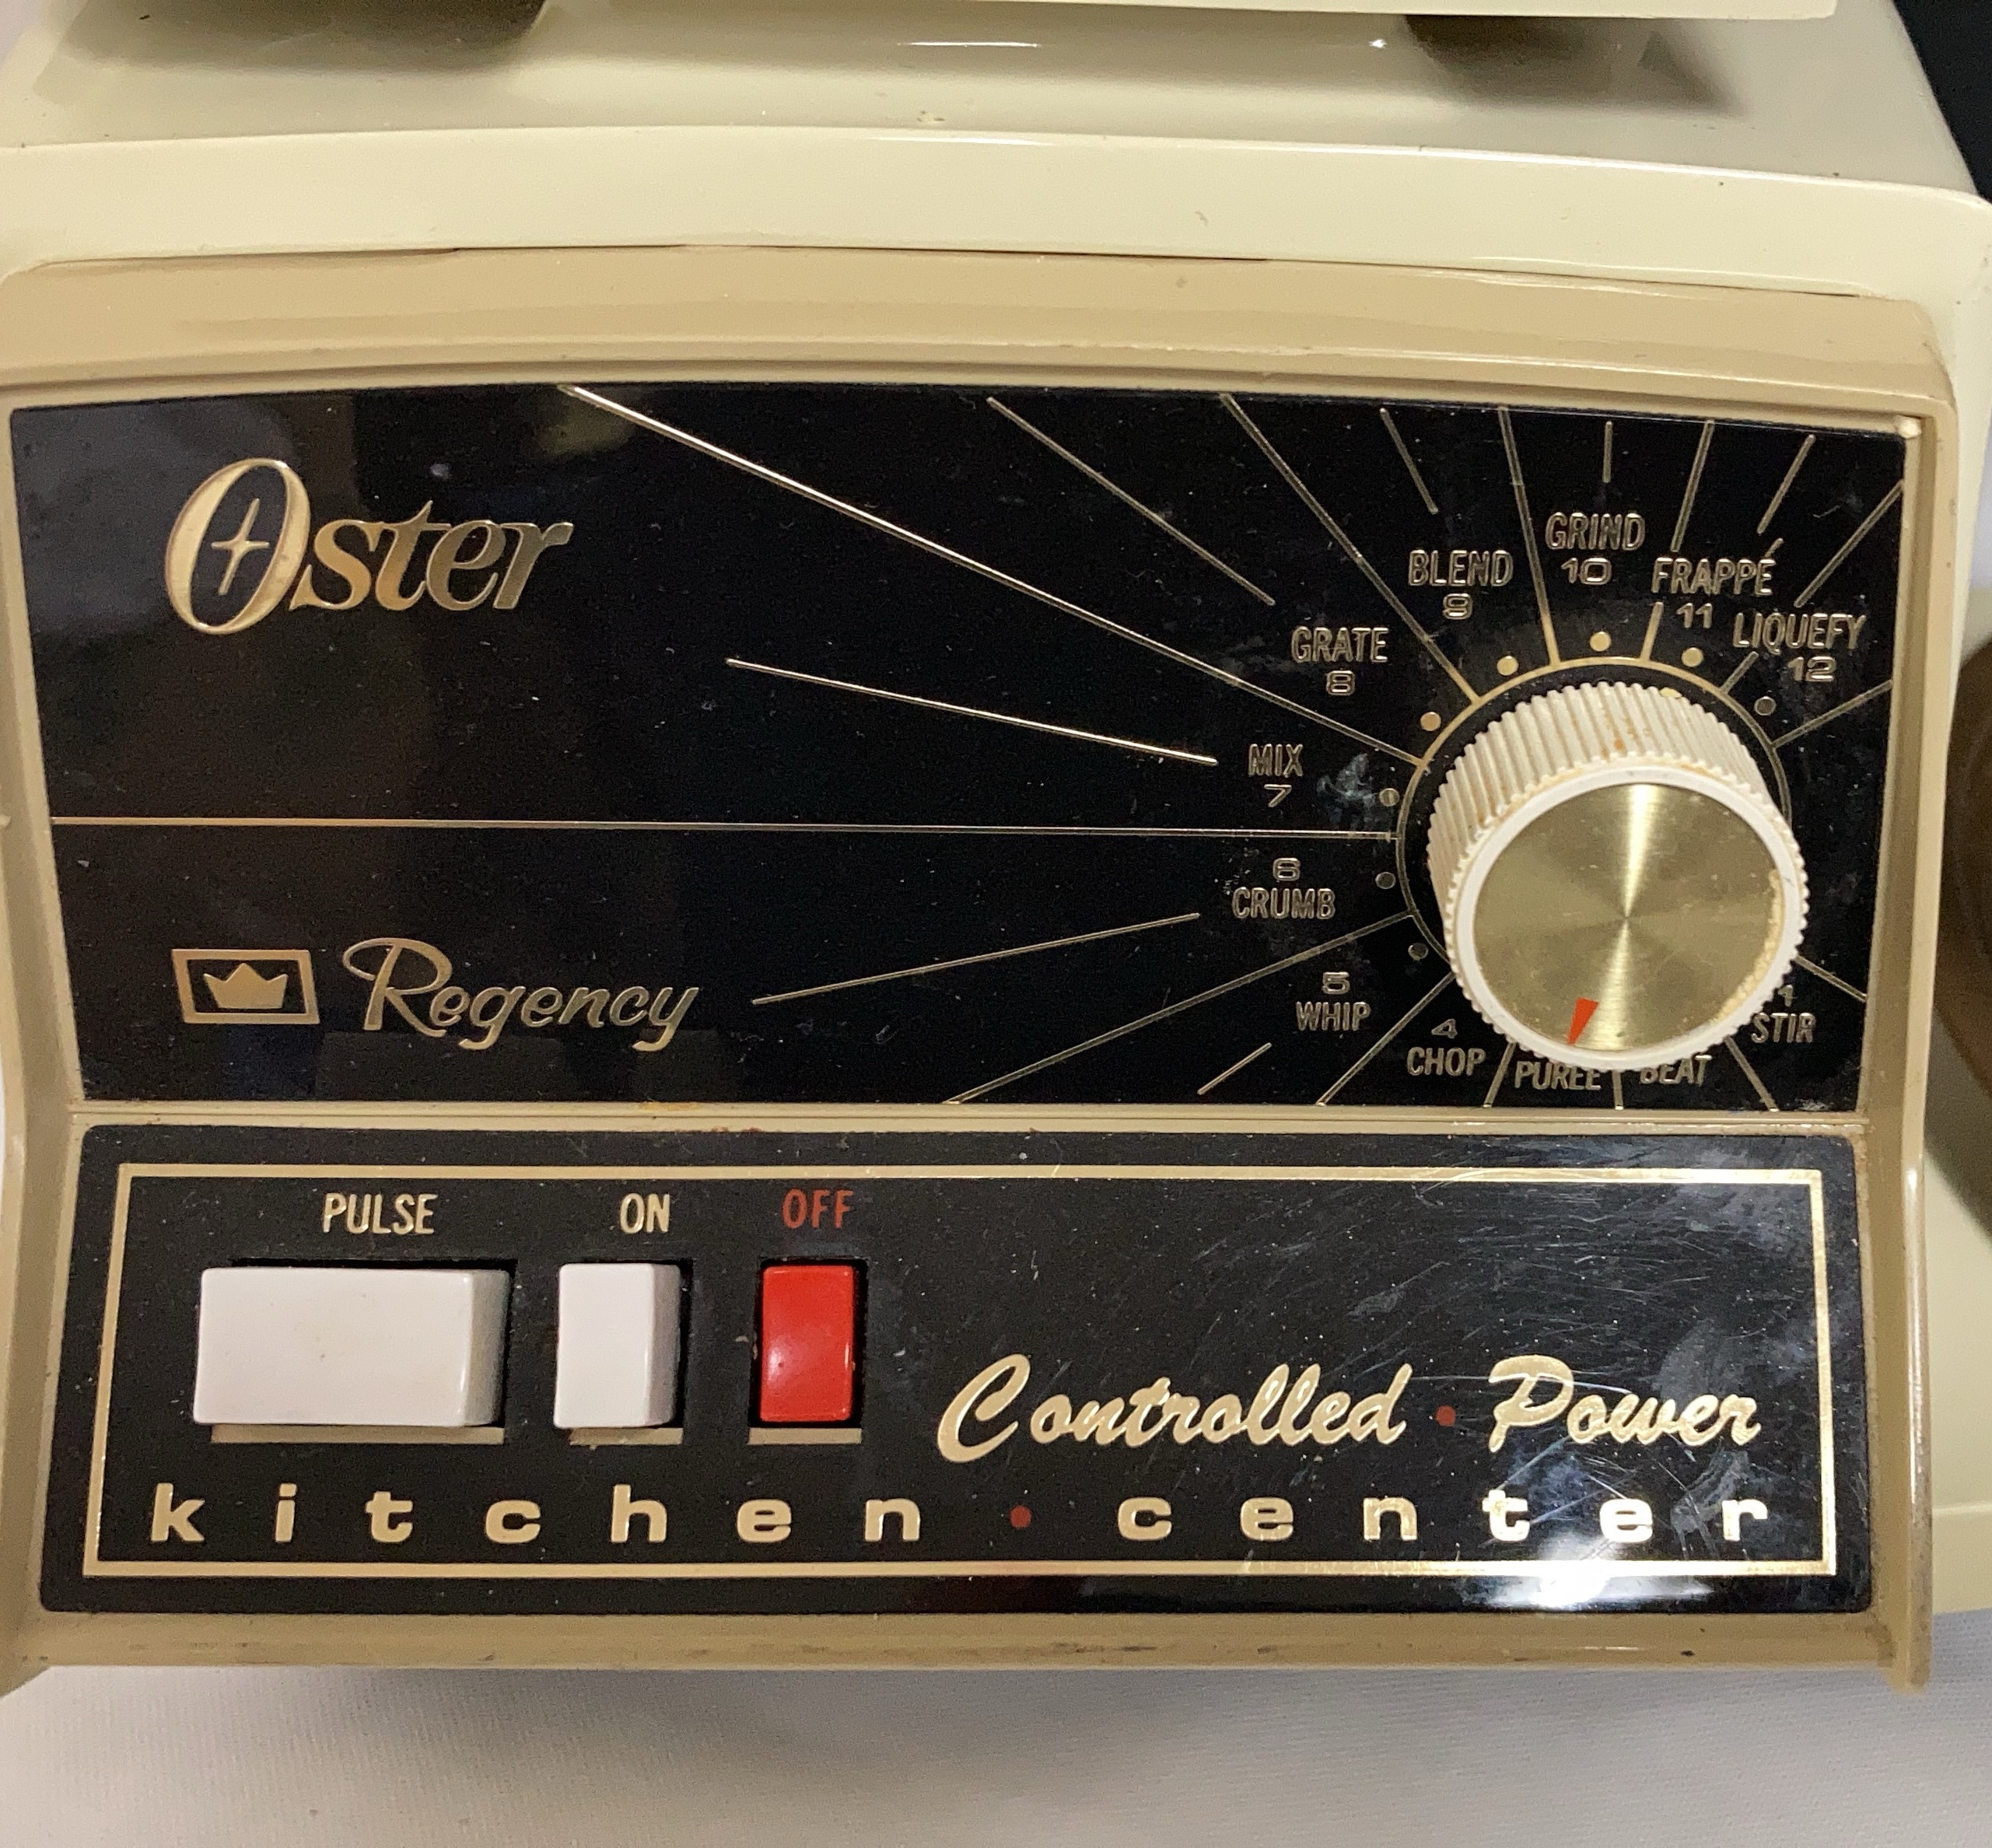 Oster
GRIND
10
BLEND
9
FRAPPÉ
11
LIQUEFY
12
GRATE
8
MIX
7
6
CRUMB
5
WHIP
4
CHOP
PUREE
BEAT
1
STIR
Regency
PULSE ON OFF
Controlled • Power
kitchen • center